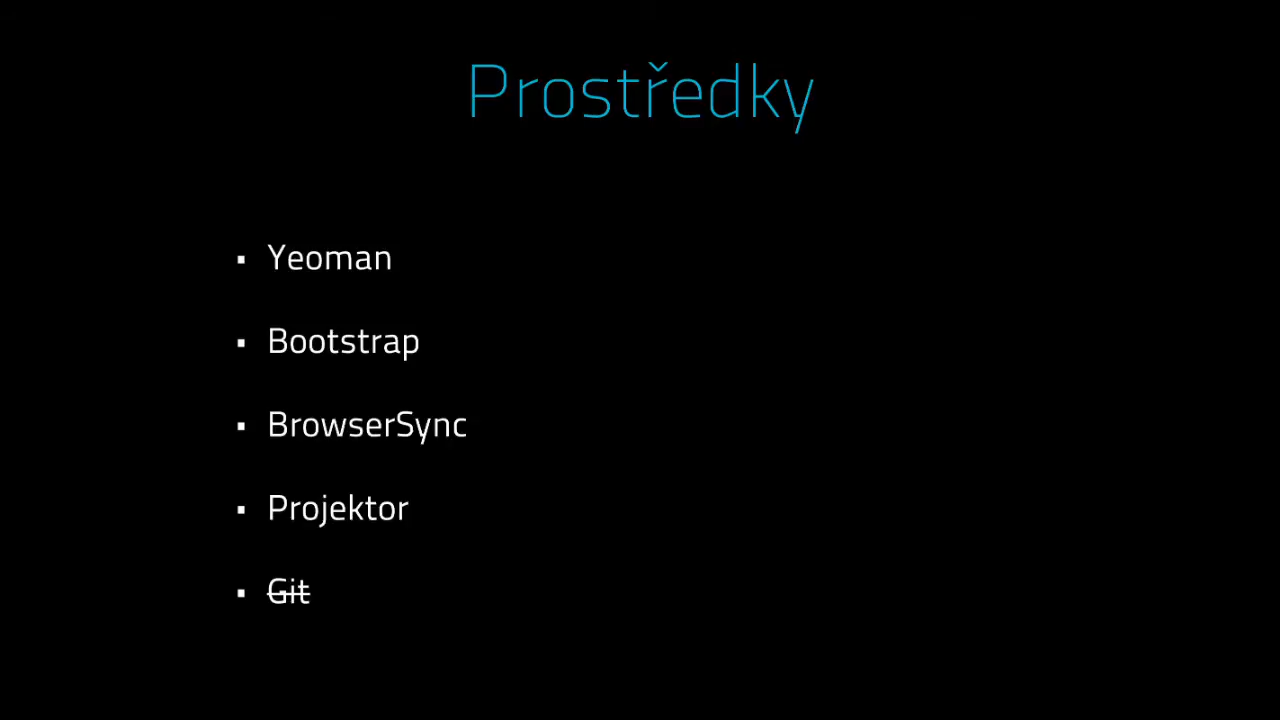 Prostředky
▪ Yeoman
▪ Bootstrap
▪ BrowserSync
▪ Projektor
▪ Git